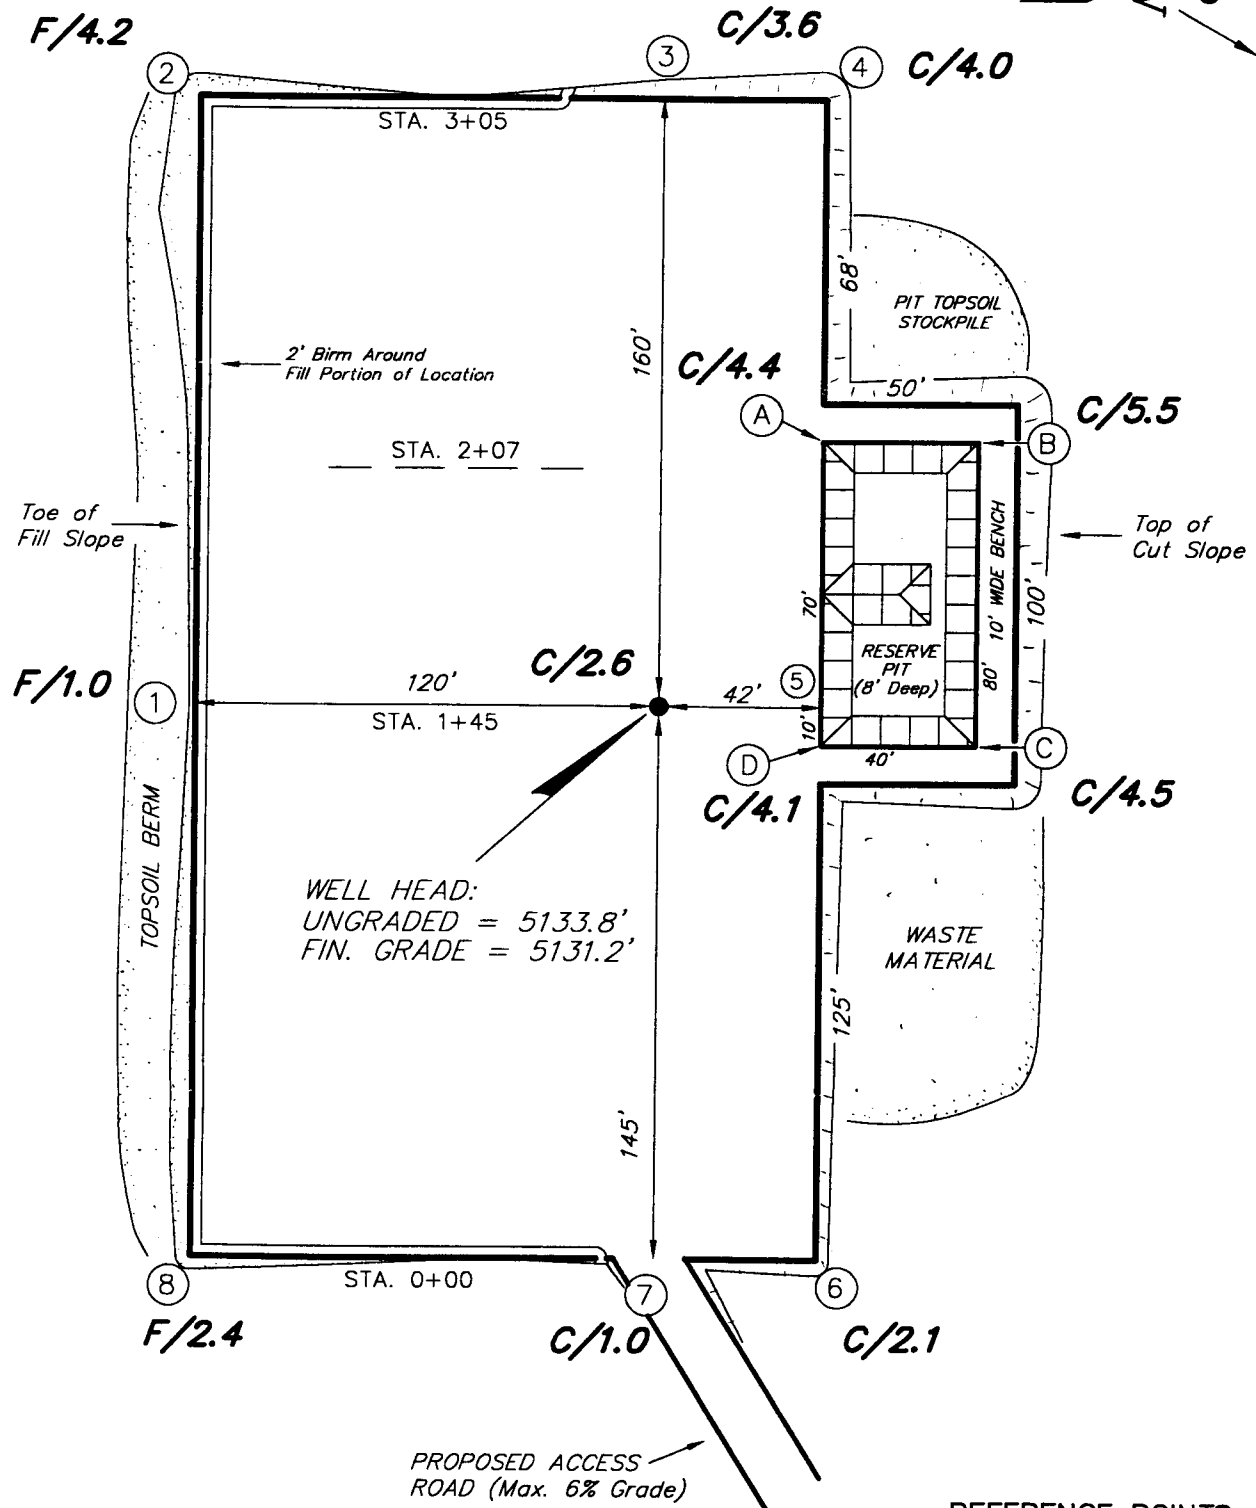 F/4.2
2
3
C/3.6
4
C/4.0
STA. 3+05
68'
PIT TOPSOIL
STOCKPILE
2' Birm Around
Fill Portion of Location
160'
C/4.4
50'
A
C/5.5
B
STA. 2+07
Toe of
Fill Slope
Top of
Cut Slope
10' WIDE BENCH
100'
70'
RESERVE
PIT
(8' Deep)
80'
F/1.0
1
120'
C/2.6
STA. 1+45
42'
5
10'
D
40'
C
C/4.1
C/4.5
TOPSOIL BERM
WELL HEAD:
UNGRADED = 5133.8'
FIN. GRADE = 5131.2'
WASTE
MATERIAL
125'
145'
8
STA. 0+00
7
6
F/2.4
C/1.0
C/2.1
PROPOSED ACCESS
ROAD (Max. 6% Grade)